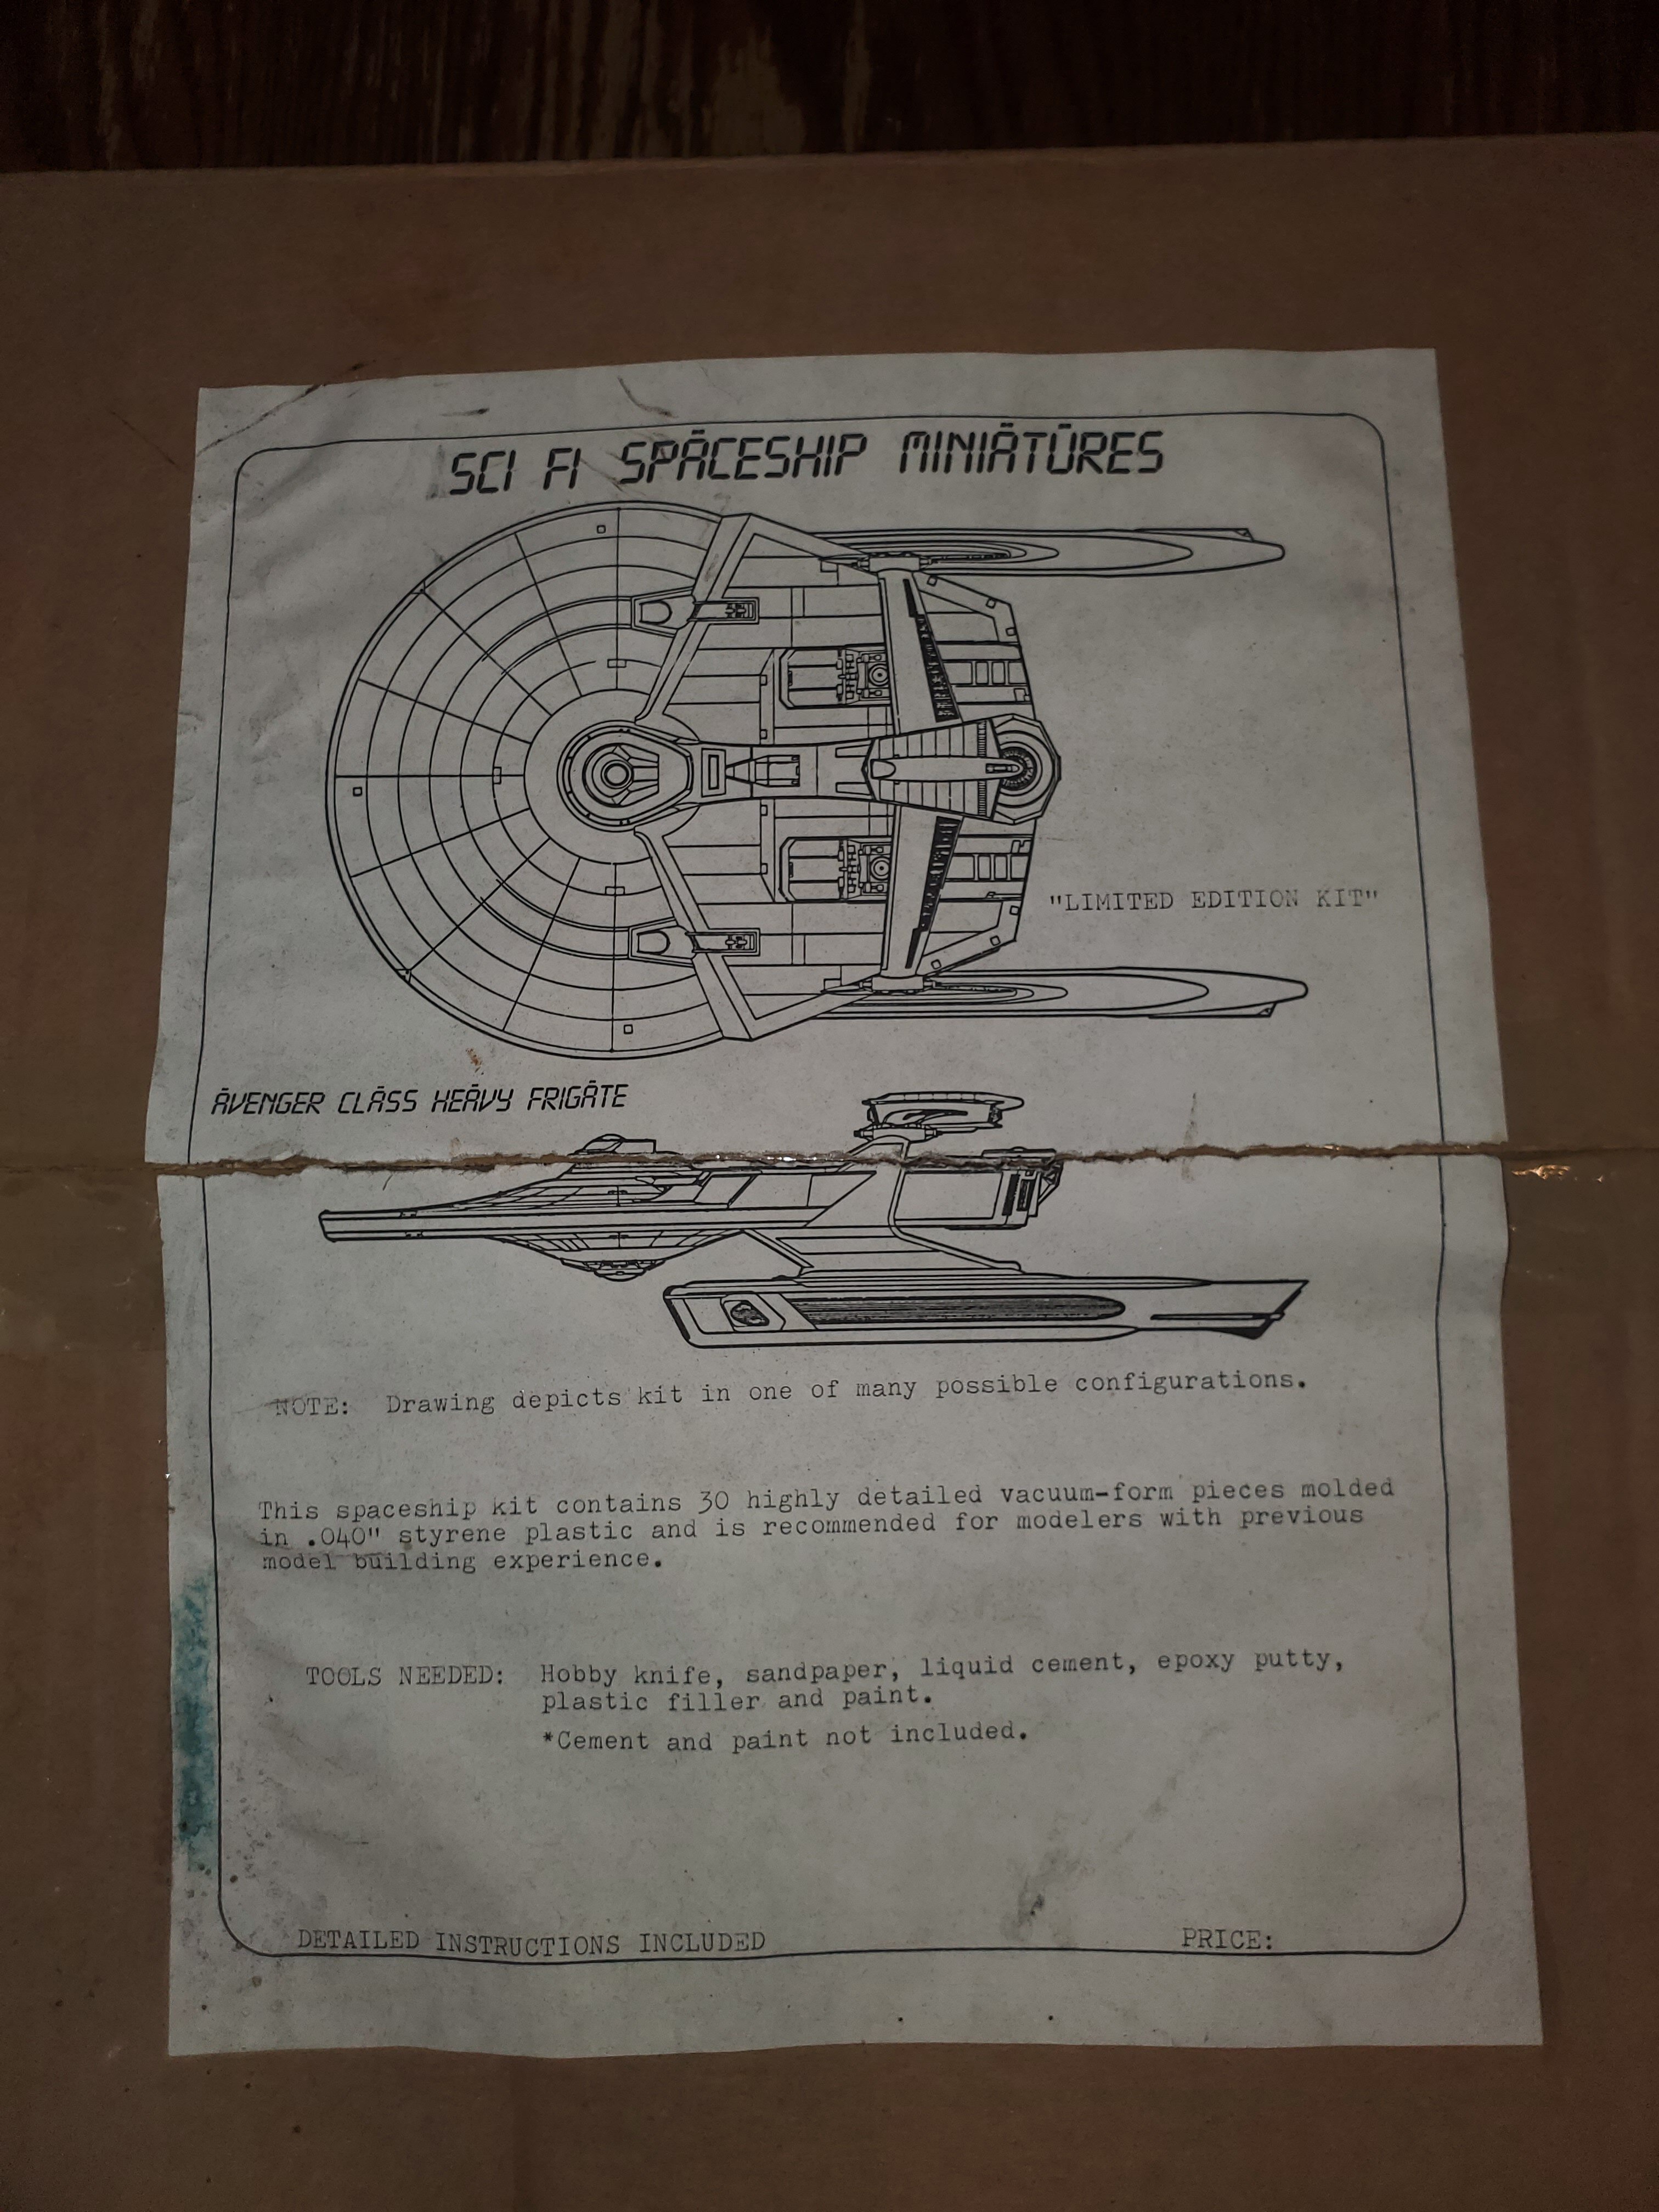 SCI FI SPĀCESHIP MINIĀTŪRES
"LIMITED EDITION KIT"
ĀVENGER CLĀSS HEĀVY FRIGĀTE
NOTE: Drawing depicts kit in one of many possible configurations.
This spaceship kit contains 30 highly detailed vacuum-form pieces molded
in .040" styrene plastic and is recommended for modelers with previous
model building experience.
TOOLS NEEDED: Hobby knife, sandpaper, liquid cement, epoxy putty,
plastic filler and paint.
*Cement and paint not included.
DETAILED INSTRUCTIONS INCLUDED PRICE: